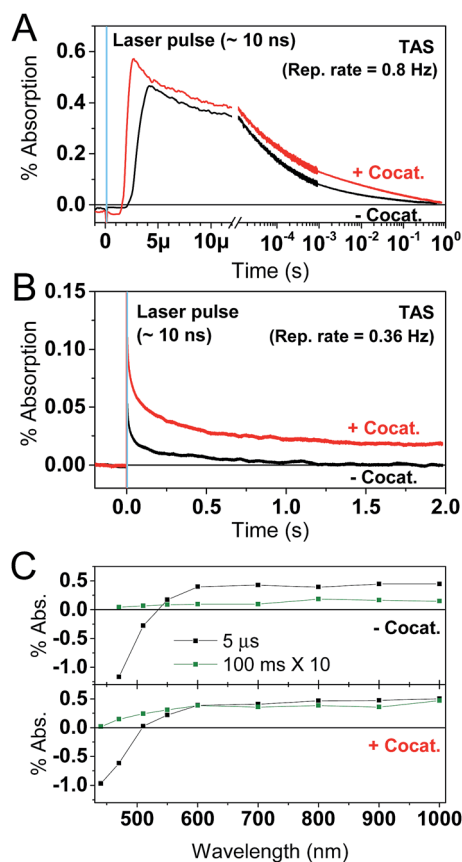 A
Laser pulse (~ 10 ns)
TAS
(Rep. rate = 0.8 Hz)
% Absorption
0.6
0.4
0.2
0.0
+ Cocat.
- Cocat.
0
5µ
10µ
10⁻⁴
10⁻³
10⁻²
10⁻¹
10⁰
Time (s)
B
Laser pulse
(~ 10 ns)
TAS
(Rep. rate = 0.36 Hz)
% Absorption
0.15
0.10
0.05
0.00
+ Cocat.
- Cocat.
0.0
0.5
1.0
1.5
2.0
Time (s)
C
% Abs.
0.5
0.0
-0.5
-1.0
- Cocat.
5 µs
100 ms X 10
% Abs.
0.5
0.0
-0.5
-1.0
+ Cocat.
500
600
700
800
900
1000
Wavelength (nm)